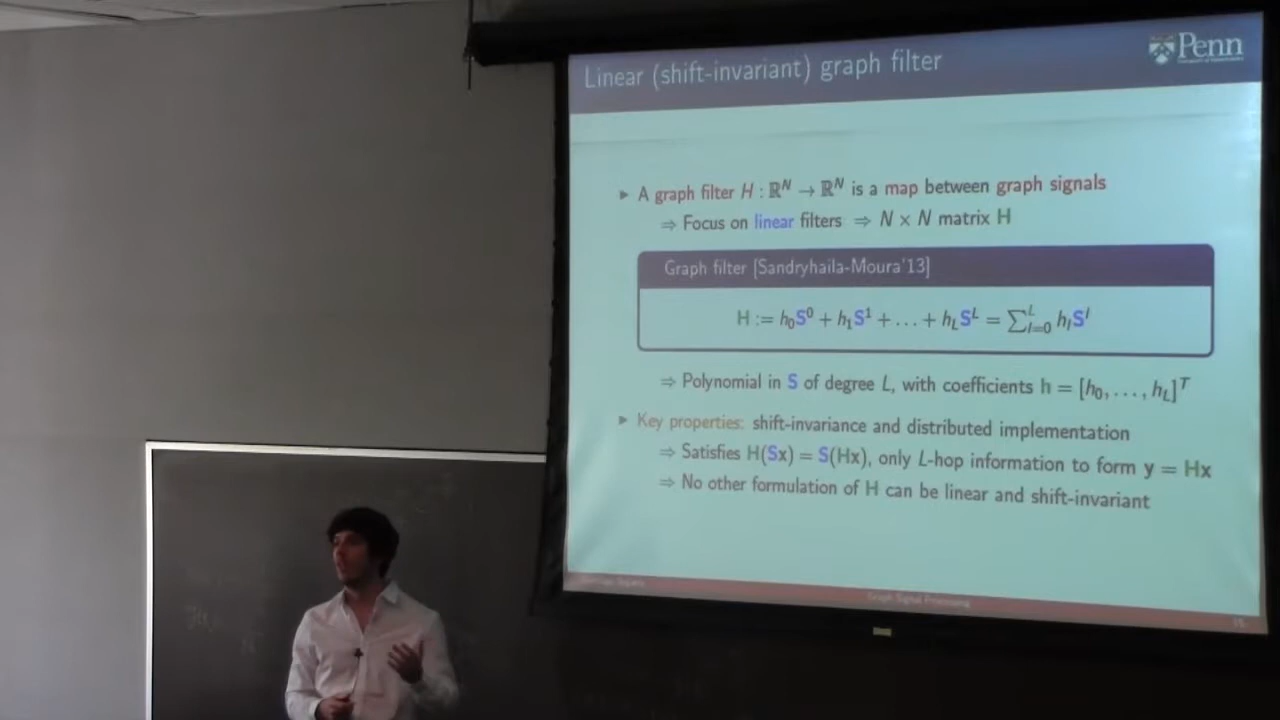 Linear (shift-invariant) graph filter
Penn
▶ A graph filter H : ℝᴺ → ℝᴺ is a map between graph signals
⇒ Focus on linear filters ⇒ N × N matrix H
Graph filter [Sandryhaila-Moura'13]
H := h₀S⁰ + h₁S¹ + . . . + h_L S^L = ∑_{l=0}^{L} h_l S^l
⇒ Polynomial in S of degree L, with coefficients h = [h₀, . . . , h_L]^T
▶ Key properties: shift-invariance and distributed implementation
⇒ Satisfies H(Sx) = S(Hx), only L-hop information to form y = Hx
⇒ No other formulation of H can be linear and shift-invariant
Graph Signal Processing